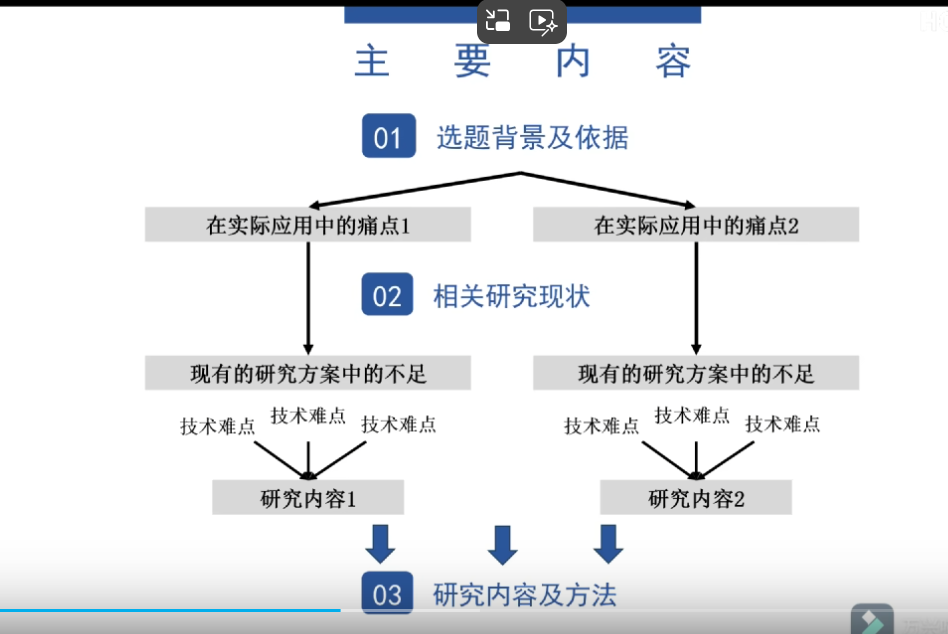 主 要 内 容
01 选题背景及依据
在实际应用中的痛点1 在实际应用中的痛点2
02 相关研究现状
现有的研究方案中的不足 现有的研究方案中的不足
技术难点 技术难点 技术难点 技术难点 技术难点 技术难点
研究内容1 研究内容2
03 研究内容及方法